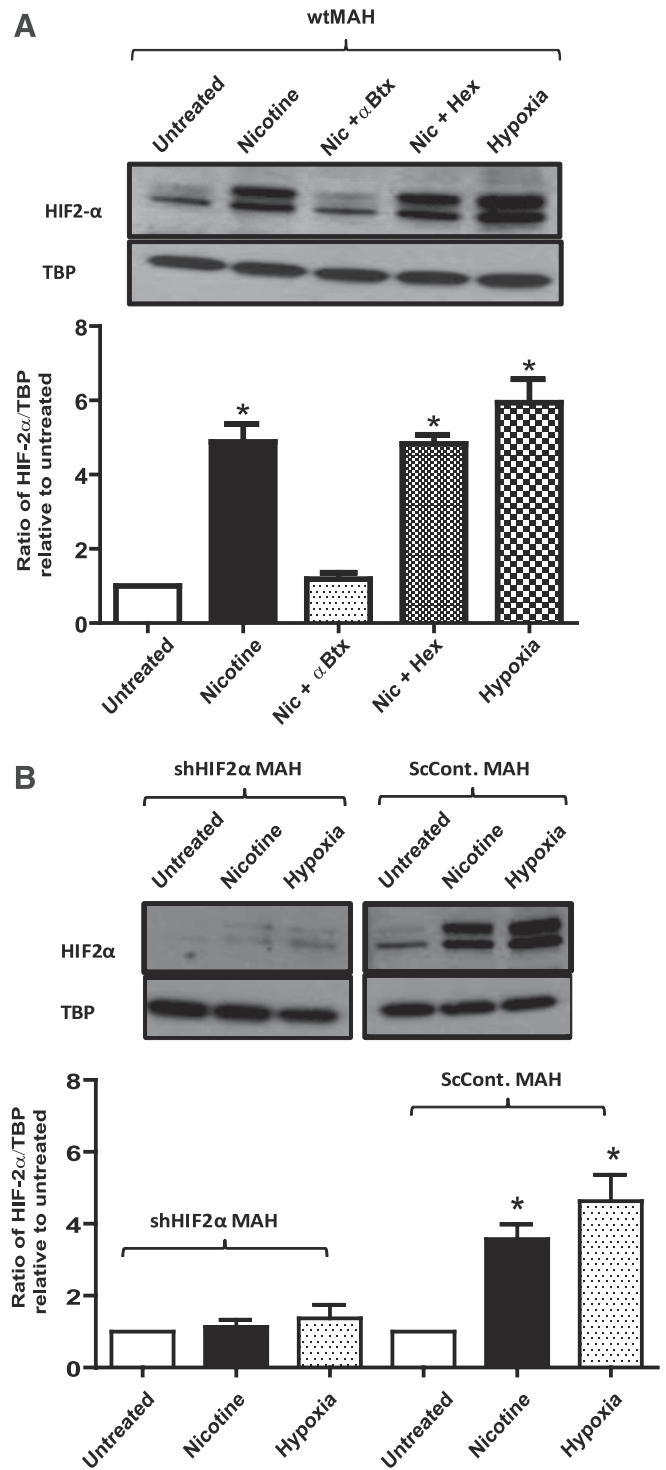 A
wtMAH
Untreated
Nicotine
Nic +α Btx
Nic + Hex
Hypoxia
HIF2-α
TBP
Ratio of HIF-2α/TBP
relative to untreated
8
6
4
2
0
*
*
*
Untreated
Nicotine
Nic + α Btx
Nic + Hex
Hypoxia
B
shHIF2α MAH
ScCont. MAH
Untreated
Nicotine
Hypoxia
Untreated
Nicotine
Hypoxia
HIF2α
TBP
Ratio of HIF-2α/TBP
relative to untreated
8
6
4
2
0
shHIF2α MAH
ScCont. MAH
*
*
Untreated
Nicotine
Hypoxia
Untreated
Nicotine
Hypoxia